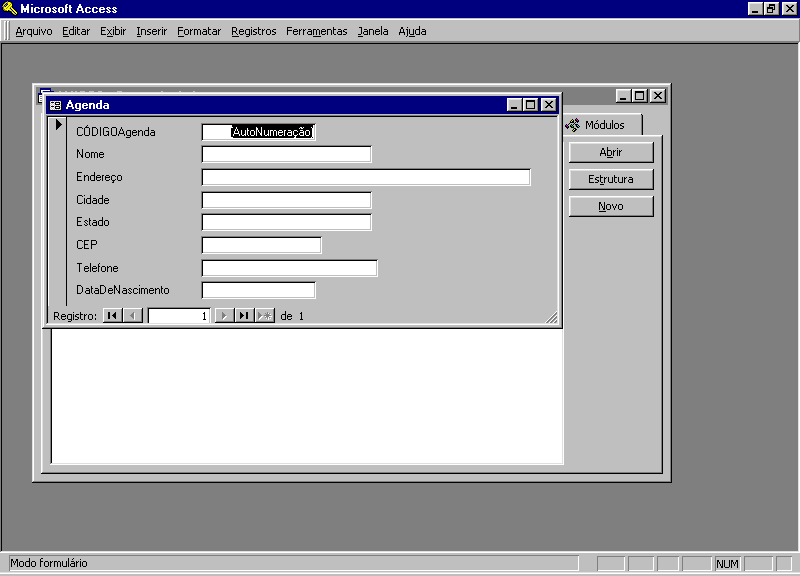 Microsoft Access
Arquivo Editar Exibir Inserir Formatar Registros Ferramentas Janela Ajuda
Agenda
Módulos
CÓDIGOAgenda (AutoNumeração)
Abrir
Nome
Endereço
Estrutura
Cidade
Novo
Estado
CEP
Telefone
DataDeNascimento
Registro: 1 de 1
Modo formulário NUM